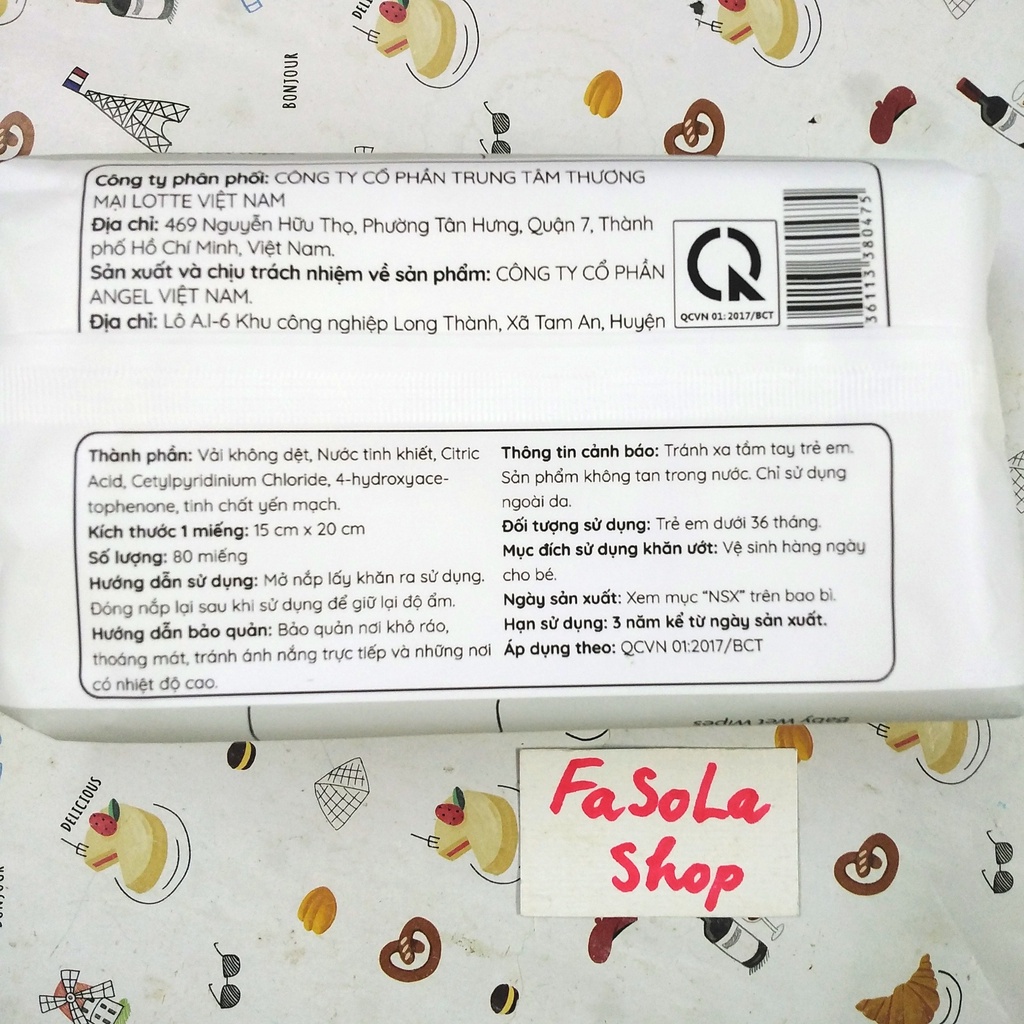 DELICIOUS
BONJOUR
Công ty phân phối: CÔNG TY CỔ PHẦN TRUNG TÂM THƯƠNG
MẠI LOTTE VIỆT NAM
Địa chỉ: 469 Nguyễn Hữu Thọ, Phường Tân Hưng, Quận 7, Thành
phố Hồ Chí Minh, Việt Nam.
Sản xuất và chịu trách nhiệm về sản phẩm: CÔNG TY CỔ PHẦN
ANGEL VIỆT NAM.
Địa chỉ: Lô A.I-6 Khu công nghiệp Long Thành, Xã Tam An, Huyện
QCVN 01: 2017/BCT
36113 380475
Thành phần: Vải không dệt, Nước tinh khiết, Citric
Acid, Cetylpyridinium Chloride, 4-hydroxyace-
tophenone, tinh chất yến mạch.
Kích thước 1 miếng: 15 cm x 20 cm
Số lượng: 80 miếng
Hướng dẫn sử dụng: Mở nắp lấy khăn ra sử dụng.
Đóng nắp lại sau khi sử dụng để giữ lại độ ẩm.
Hướng dẫn bảo quản: Bảo quản nơi khô ráo,
thoáng mát, tránh ánh nắng trực tiếp và những nơi
có nhiệt độ cao.
Thông tin cảnh báo: Tránh xa tầm tay trẻ em.
Sản phẩm không tan trong nước. Chỉ sử dụng
ngoài da.
Đối tượng sử dụng: Trẻ em dưới 36 tháng.
Mục đích sử dụng khăn ướt: Vệ sinh hàng ngày
cho bé.
Ngày sản xuất: Xem mục “NSX” trên bao bì.
Hạn sử dụng: 3 năm kể từ ngày sản xuất.
Áp dụng theo: QCVN 01:2017/BCT
Baby Wet Wipes
FaSoLa
Shop
DELICIOUS
BONJOUR